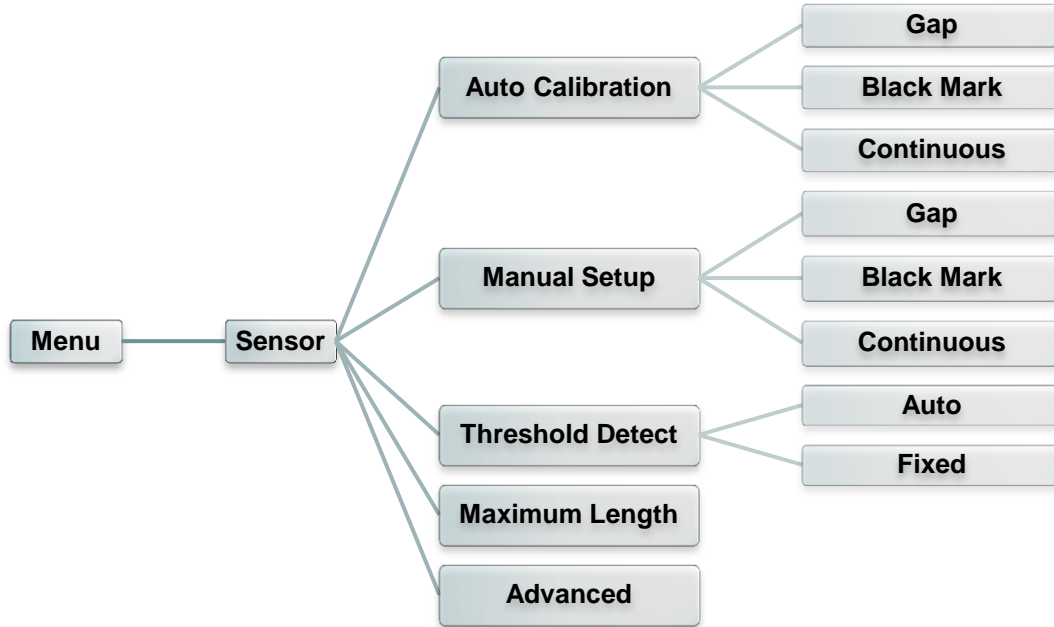 Menu
Sensor
Auto Calibration
Gap
Black Mark
Continuous
Manual Setup
Gap
Black Mark
Continuous
Threshold Detect
Auto
Fixed
Maximum Length
Advanced